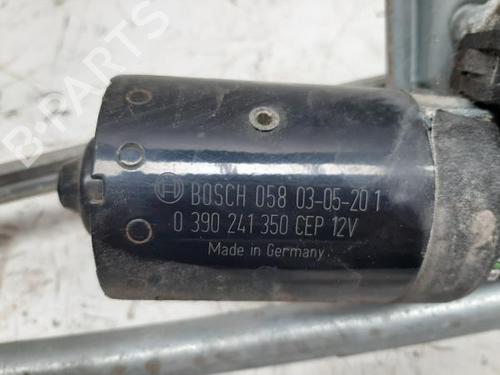 B-PARTS
BOSCH 058 03-05-20 1
0 390 241 350 CEP 12V
Made in Germany